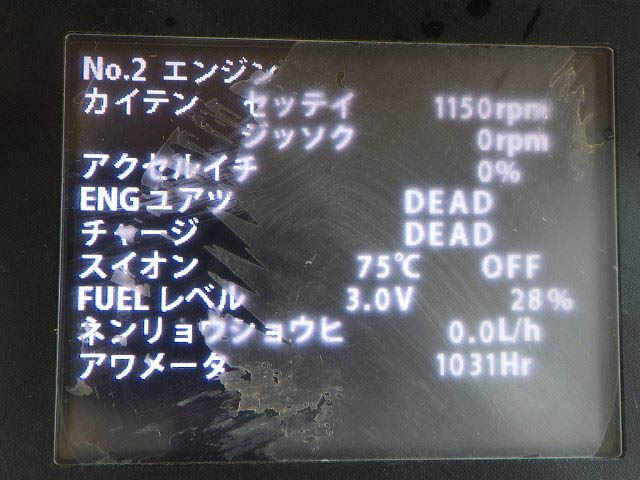 No.2 エンジン
カイテン セッテイ 1150rpm
ジッソク 0rpm
アクセルイチ 0%
ENGユアツ DEAD
チャージ DEAD
スイオン 75℃ OFF
FUEL レベル 3.0V 28%
ネンリョウショウヒ 0.0L/h
アワメータ 1031Hr